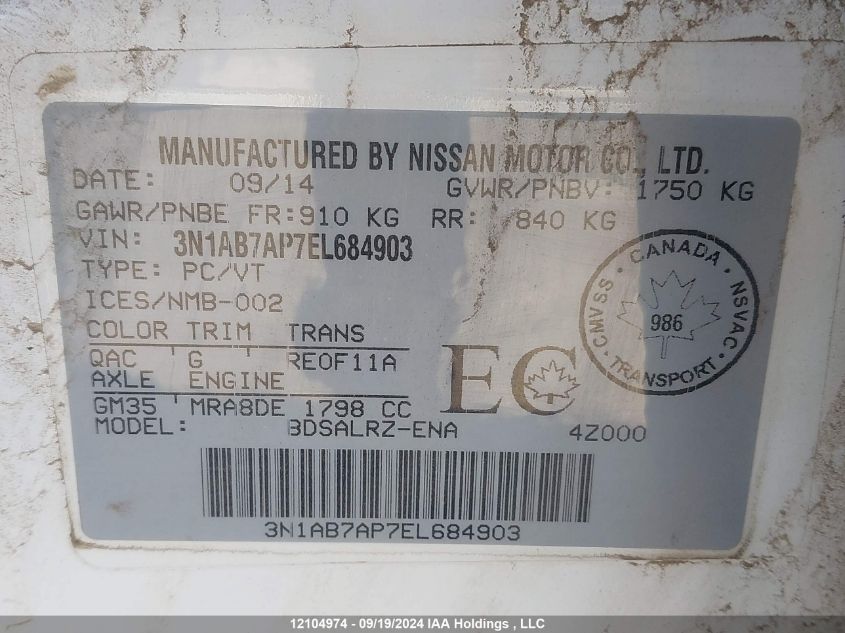 MANUFACTURED BY NISSAN MOTOR CO., LTD.
DATE: 09/14 GVWR/PNBV: 1750 KG
GAWR/PNBE FR:910 KG RR: 840 KG
VIN: 3N1AB7AP7EL684903
TYPE: PC/VT
ICES/NMB-002
COLOR TRIM TRANS
QAC G RE0F11A
AXLE ENGINE
GM35 MRA8DE 1798 CC
MODEL: BDSALRZ-ENA 4Z000
EC
CANADA
CMVSS · NSVAC
986
TRANSPORT
3N1AB7AP7EL684903
12104974 - 09/19/2024 IAA Holdings , LLC